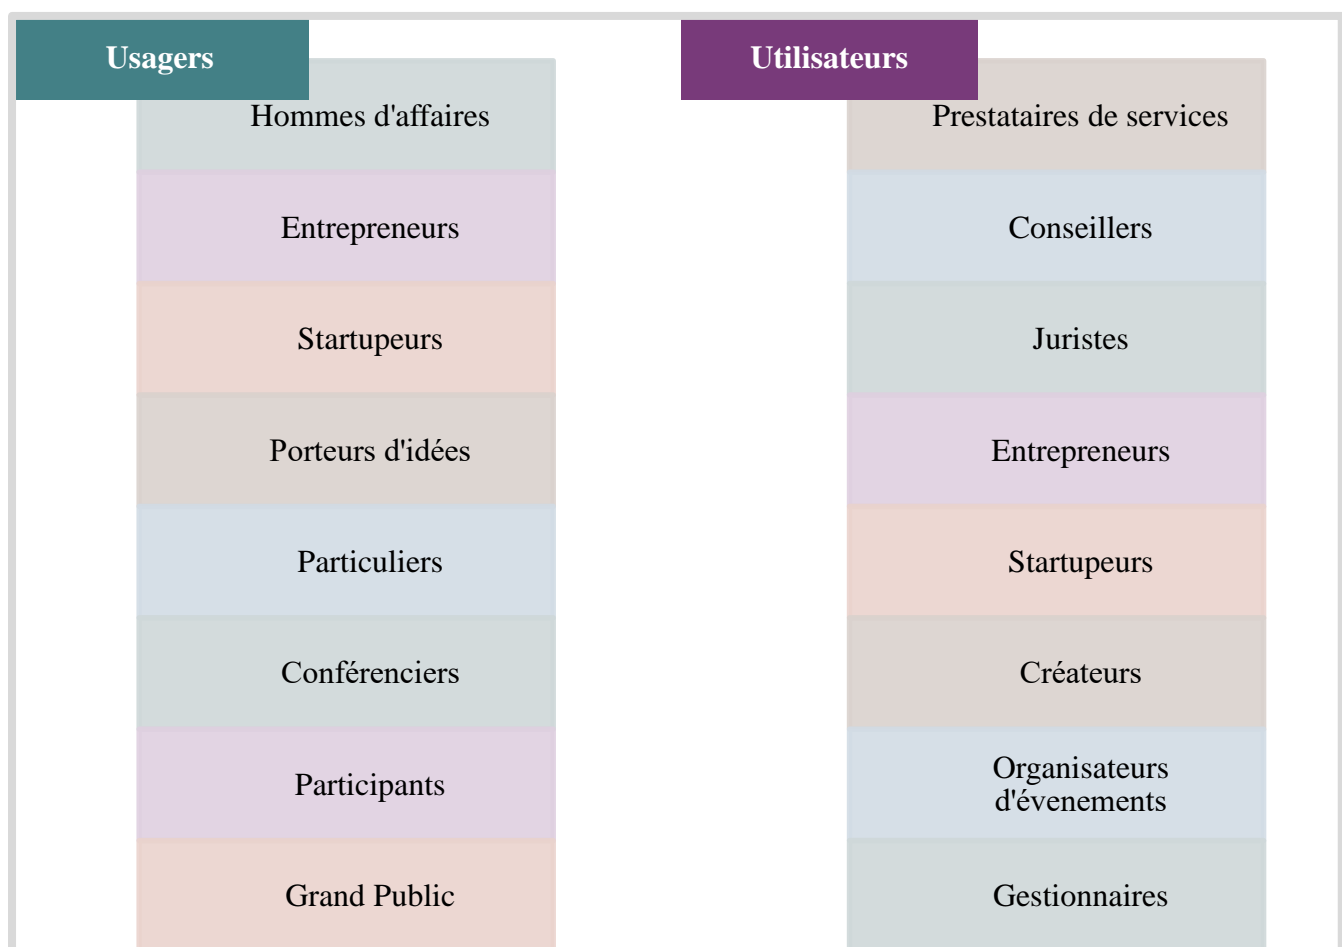 Usagers
Hommes d'affaires
Entrepreneurs
Startupeurs
Porteurs d'idées
Particuliers
Conférenciers
Participants
Grand Public
Utilisateurs
Prestataires de services
Conseillers
Juristes
Entrepreneurs
Startupeurs
Créateurs
Organisateurs
d'évenements
Gestionnaires